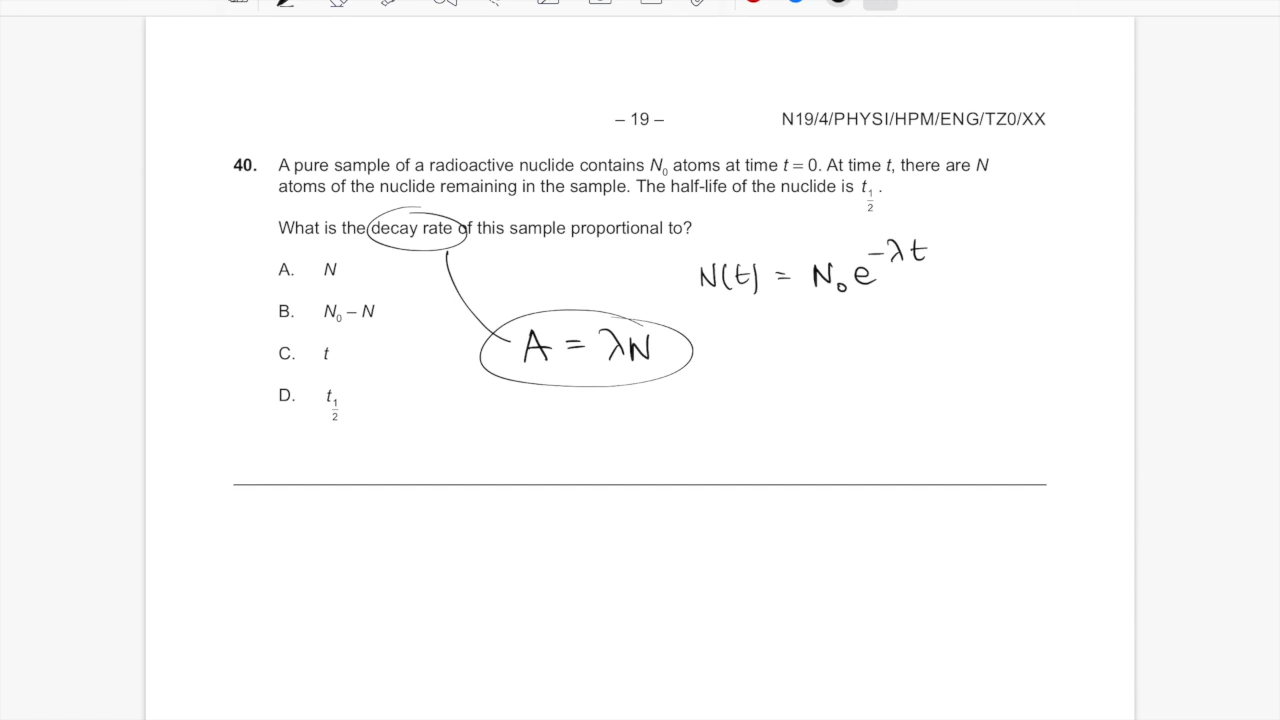 – 19 –
N19/4/PHYSI/HPM/ENG/TZ0/XX
40. A pure sample of a radioactive nuclide contains N₀ atoms at time t = 0. At time t, there are N
atoms of the nuclide remaining in the sample. The half-life of the nuclide is t½.
What is the decay rate of this sample proportional to?
A. N
B. N₀ – N
C. t
D. t½
N(t) = N₀ e^(-λt)
A = λN